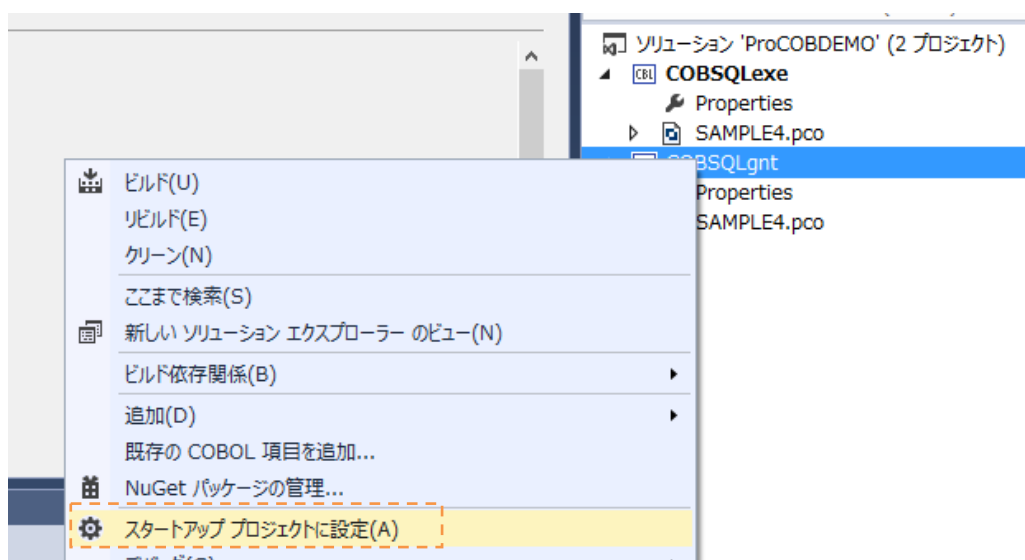 ソリューション 'ProCOBDEMO' (2 プロジェクト)
COBSQLexe
Properties
SAMPLE4.pco
BSQLgnt
Properties
SAMPLE4.pco
ビルド(U)
リビルド(E)
クリーン(N)
ここまで検索(S)
新しい ソリューション エクスプローラー のビュー(N)
ビルド依存関係(B)
追加(D)
既存の COBOL 項目を追加...
NuGet パッケージの管理...
スタートアップ プロジェクトに設定(A)